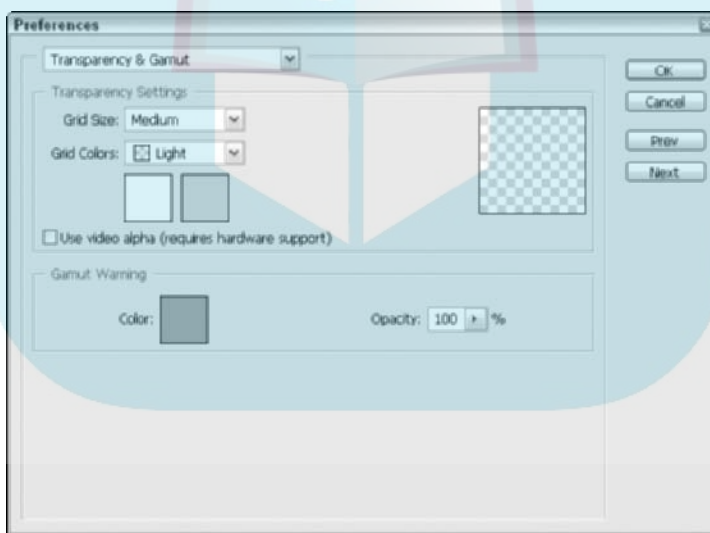 Preferences
Transparency & Gamut
OK
Cancel
Prev
Next
Transparency Settings
Grid Size: Medium
Grid Colors: Light
Use video alpha (requires hardware support)
Gamut Warning
Color:
Opacity: 100 %